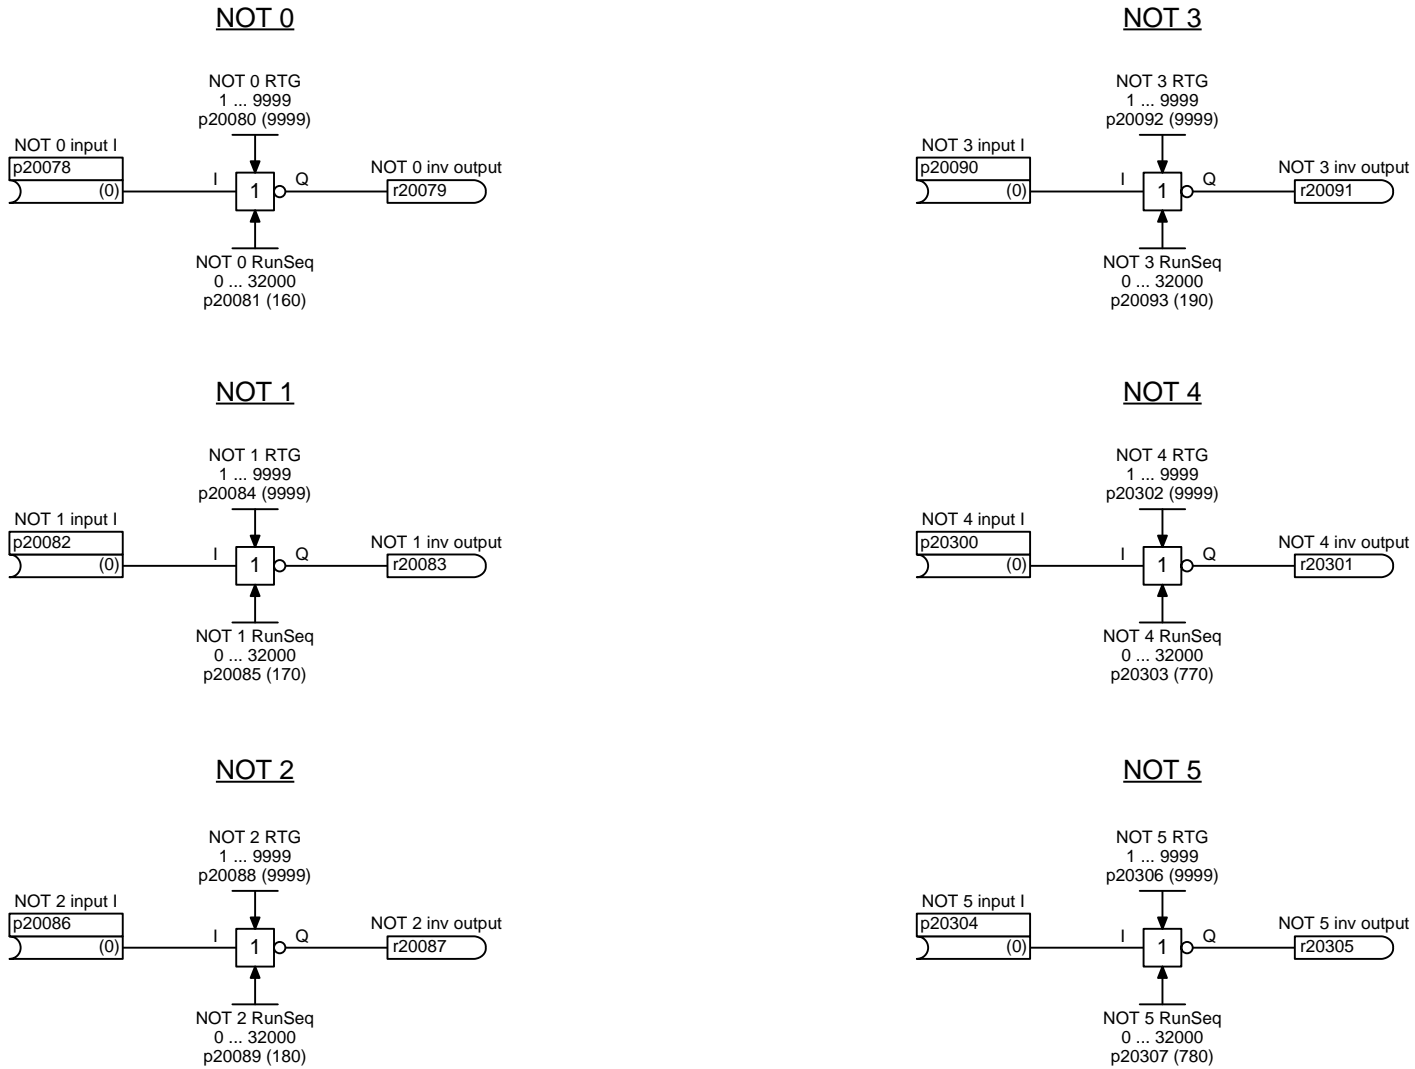 NOT 0
NOT 0 RTG
1 ... 9999
p20080 (9999)
NOT 0 input I
p20078
(0)
I
1
Q
NOT 0 inv output
r20079
NOT 0 RunSeq
0 ... 32000
p20081 (160)
NOT 3
NOT 3 RTG
1 ... 9999
p20092 (9999)
NOT 3 input I
p20090
(0)
I
1
Q
NOT 3 inv output
r20091
NOT 3 RunSeq
0 ... 32000
p20093 (190)
NOT 1
NOT 1 RTG
1 ... 9999
p20084 (9999)
NOT 1 input I
p20082
(0)
I
1
Q
NOT 1 inv output
r20083
NOT 1 RunSeq
0 ... 32000
p20085 (170)
NOT 4
NOT 4 RTG
1 ... 9999
p20302 (9999)
NOT 4 input I
p20300
(0)
I
1
Q
NOT 4 inv output
r20301
NOT 4 RunSeq
0 ... 32000
p20303 (770)
NOT 2
NOT 2 RTG
1 ... 9999
p20088 (9999)
NOT 2 input I
p20086
(0)
I
1
Q
NOT 2 inv output
r20087
NOT 2 RunSeq
0 ... 32000
p20089 (180)
NOT 5
NOT 5 RTG
1 ... 9999
p20306 (9999)
NOT 5 input I
p20304
(0)
I
1
Q
NOT 5 inv output
r20305
NOT 5 RunSeq
0 ... 32000
p20307 (780)